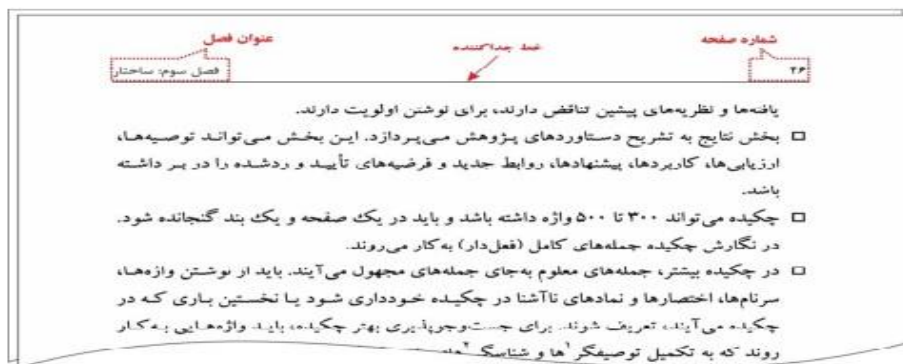 شماره صفحه
خط جداکننده
عنوان فصل
۲۶
فصل سوم: ساختار
یافته‌ها و نظریه‌های پیشین تناقض دارند، برای نوشتن اولویت دارند.
□ بخش نتایج به تشریح دستاوردهای پژوهش می‌پردازد. این بخش می‌تواند توصیه‌ها،
ارزیابی‌ها، کاربردها، پیشنهادها، روابط جدید و فرضیه‌های تأیید و ردشده را در بر داشته
باشد.
□ چکیده می‌تواند ۳۰۰ تا ۵۰۰ واژه داشته باشد و باید در یک صفحه و یک بند گنجانده شود.
در نگارش چکیده جمله‌های کامل (فعل‌دار) به‌کار می‌روند.
□ در چکیده بیشتر، جمله‌های معلوم به‌جای جمله‌های مجهول می‌آیند. باید از نوشتن واژه‌ها،
سرنام‌ها، اختصارها و نمادهای ناآشنا در چکیده خودداری شود یا نخستین باری که در
چکیده می‌آیند، تعریف شوند. برای جست‌وجوپذیری بهتر چکیده، باید واژه‌هایی به‌کار
روند که به تکمیل توصیفگر۱ها و شناسگر۲های